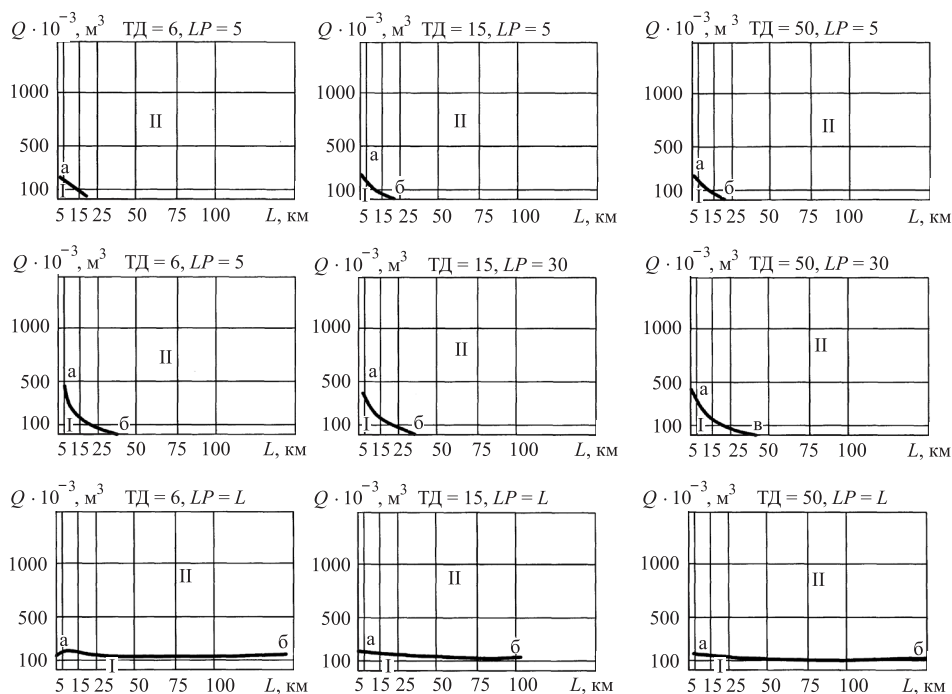 Q · 10⁻³, м³ ТД = 6, LP = 5
1000
500
100
а
I
II
5 15 25 50 75 100 L, км
Q · 10⁻³, м³ ТД = 15, LP = 5
1000
500
100
а
б
I
II
5 15 25 50 75 100 L, км
Q · 10⁻³, м³ ТД = 50, LP = 5
1000
500
100
а
б
I
II
5 15 25 50 75 100 L, км
Q · 10⁻³, м³ ТД = 6, LP = 5
1000
500
100
а
б
I
II
5 15 25 50 75 100 L, км
Q · 10⁻³, м³ ТД = 15, LP = 30
1000
500
100
а
б
I
II
5 15 25 50 75 100 L, км
Q · 10⁻³, м³ ТД = 50, LP = 30
1000
500
100
а
в
I
II
5 15 25 50 75 100 L, км
Q · 10⁻³, м³ ТД = 6, LP = L
1000
500
100
а
б
I
II
5 15 25 50 75 100 L, км
Q · 10⁻³, м³ ТД = 15, LP = L
1000
500
100
а
б
I
II
5 15 25 50 75 100 L, км
Q · 10⁻³, м³ ТД = 50, LP = L
1000
500
100
а
б
I
II
5 15 25 50 75 100 L, км